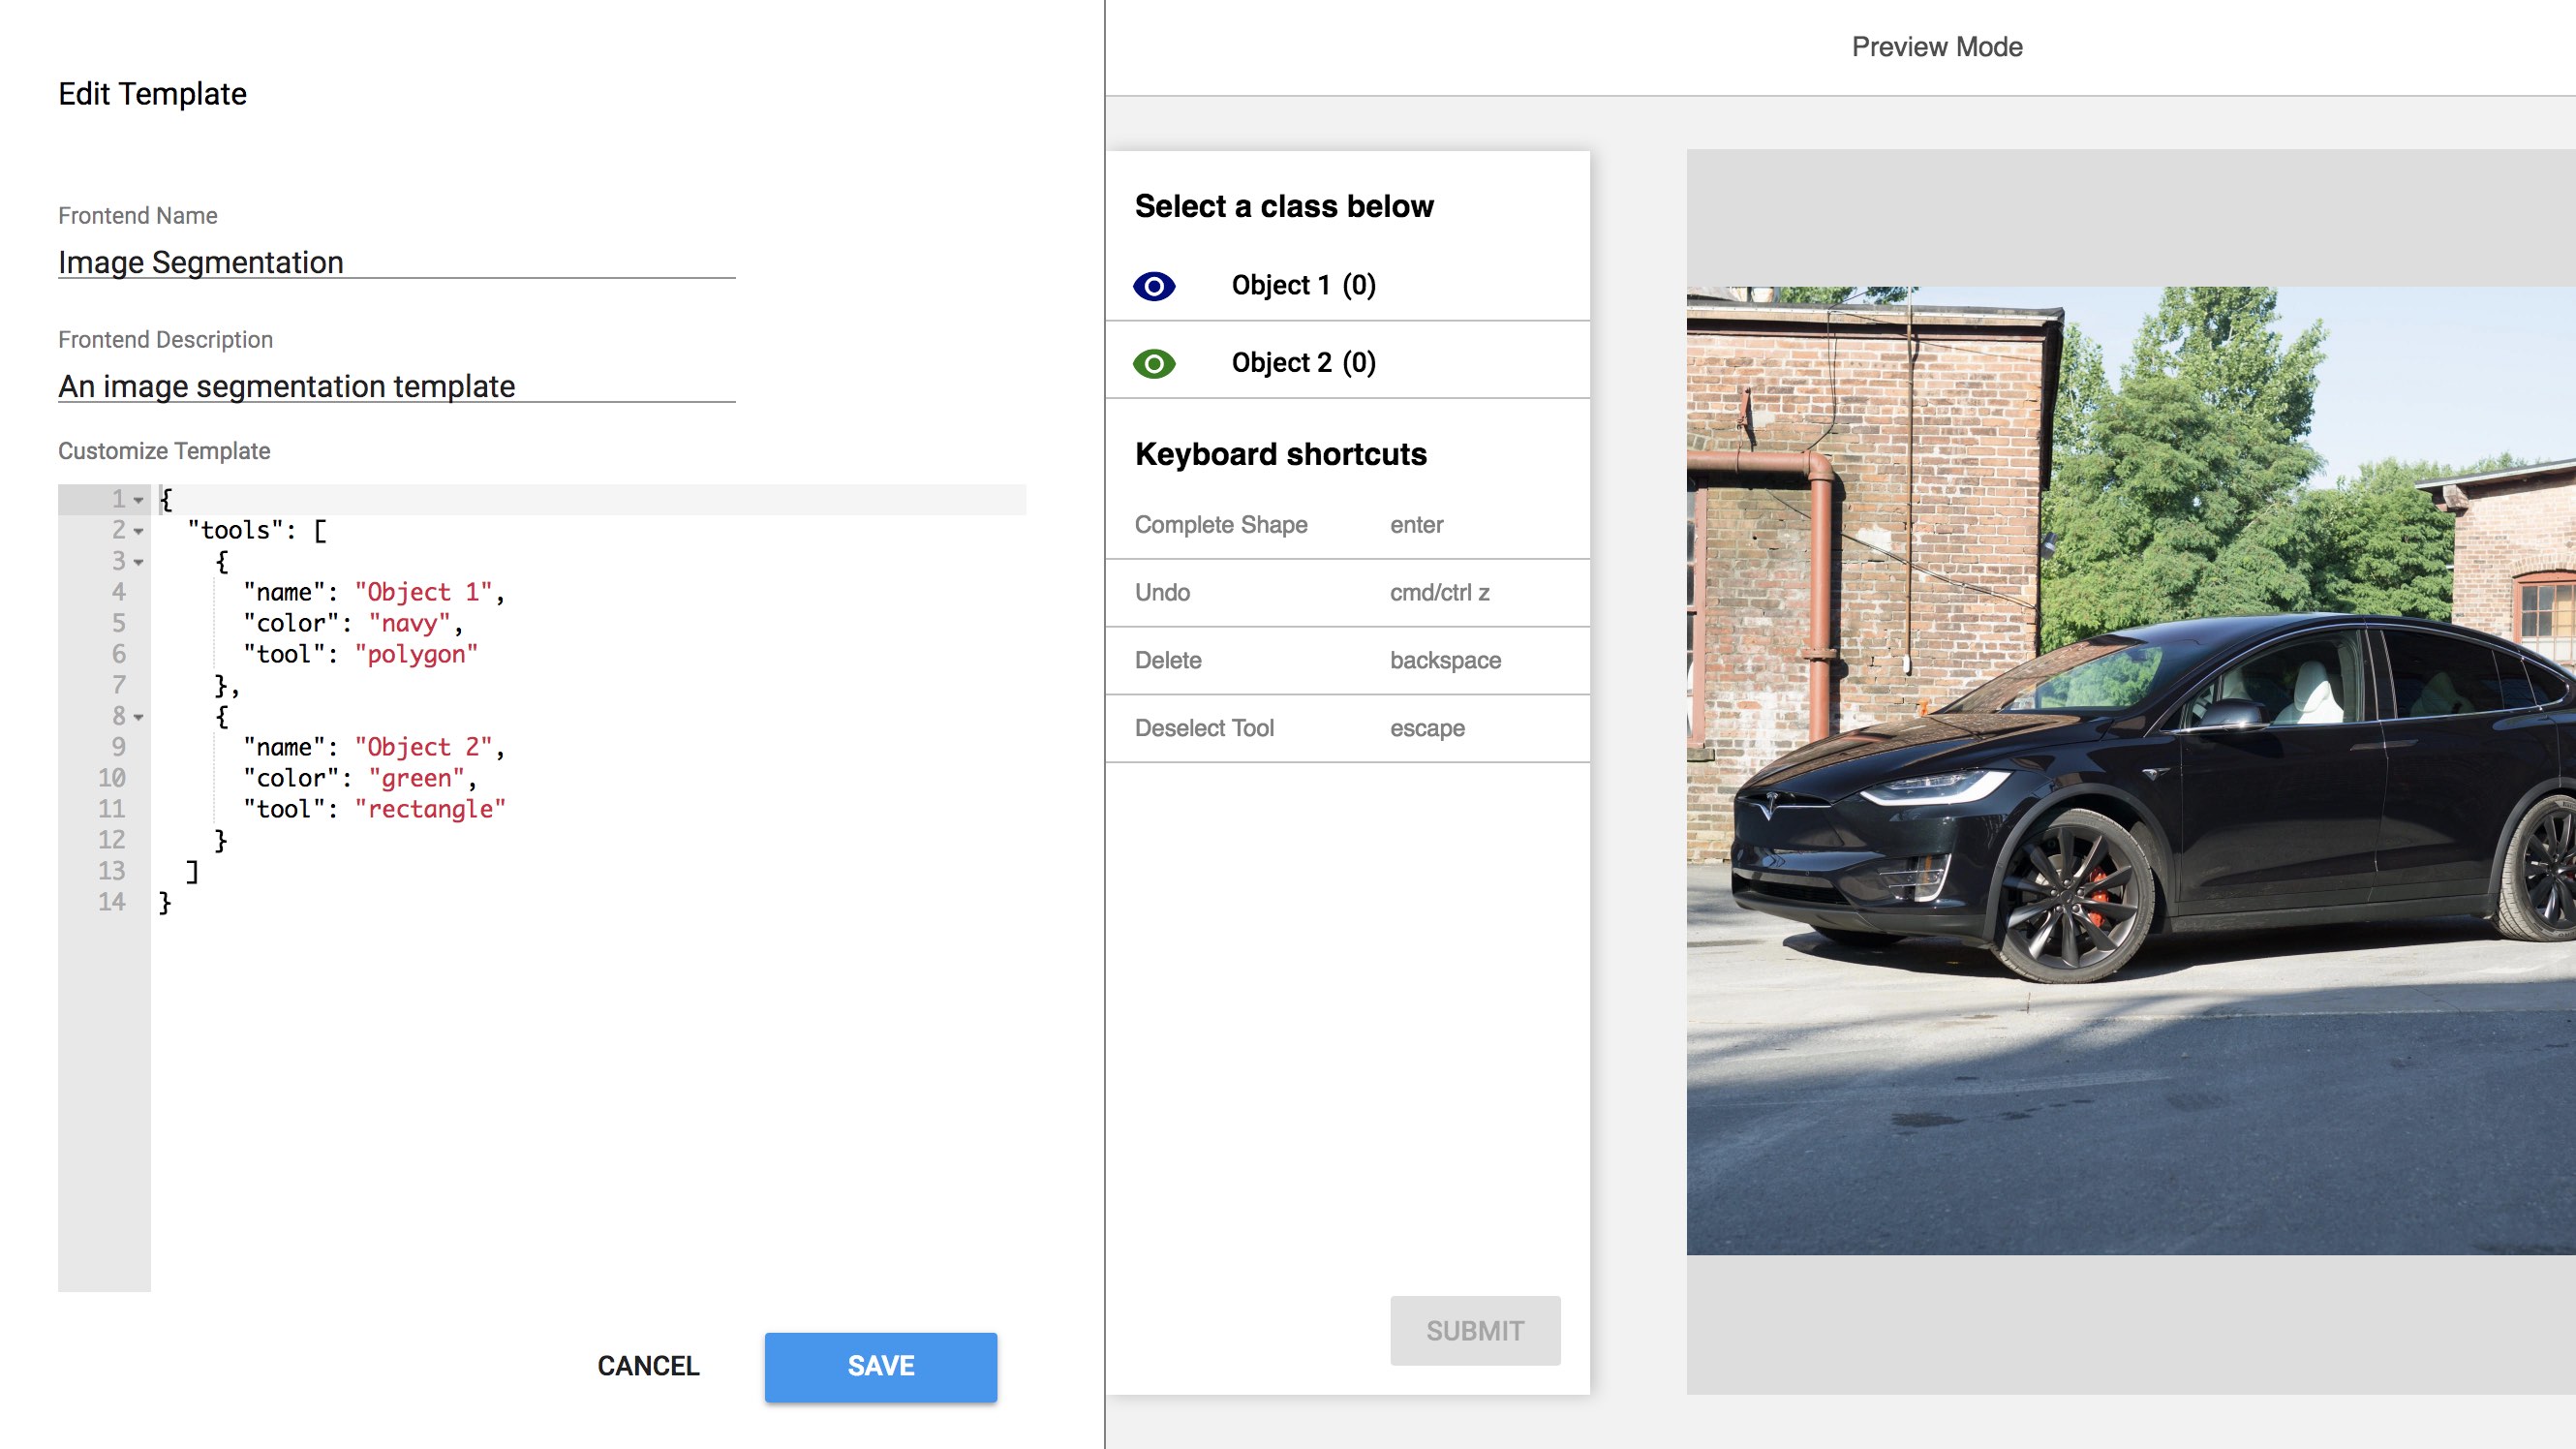 Edit Template
Frontend Name
Image Segmentation
Frontend Description
An image segmentation template
Customize Template
1 {
2 "tools": [
3 {
4 "name": "Object 1",
5 "color": "navy",
6 "tool": "polygon"
7 },
8 {
9 "name": "Object 2",
10 "color": "green",
11 "tool": "rectangle"
12 }
13 ]
14 }
CANCEL SAVE
Preview Mode
Select a class below
Object 1 (0)
Object 2 (0)
Keyboard shortcuts
Complete Shape enter
Undo cmd/ctrl z
Delete backspace
Deselect Tool escape
SUBMIT